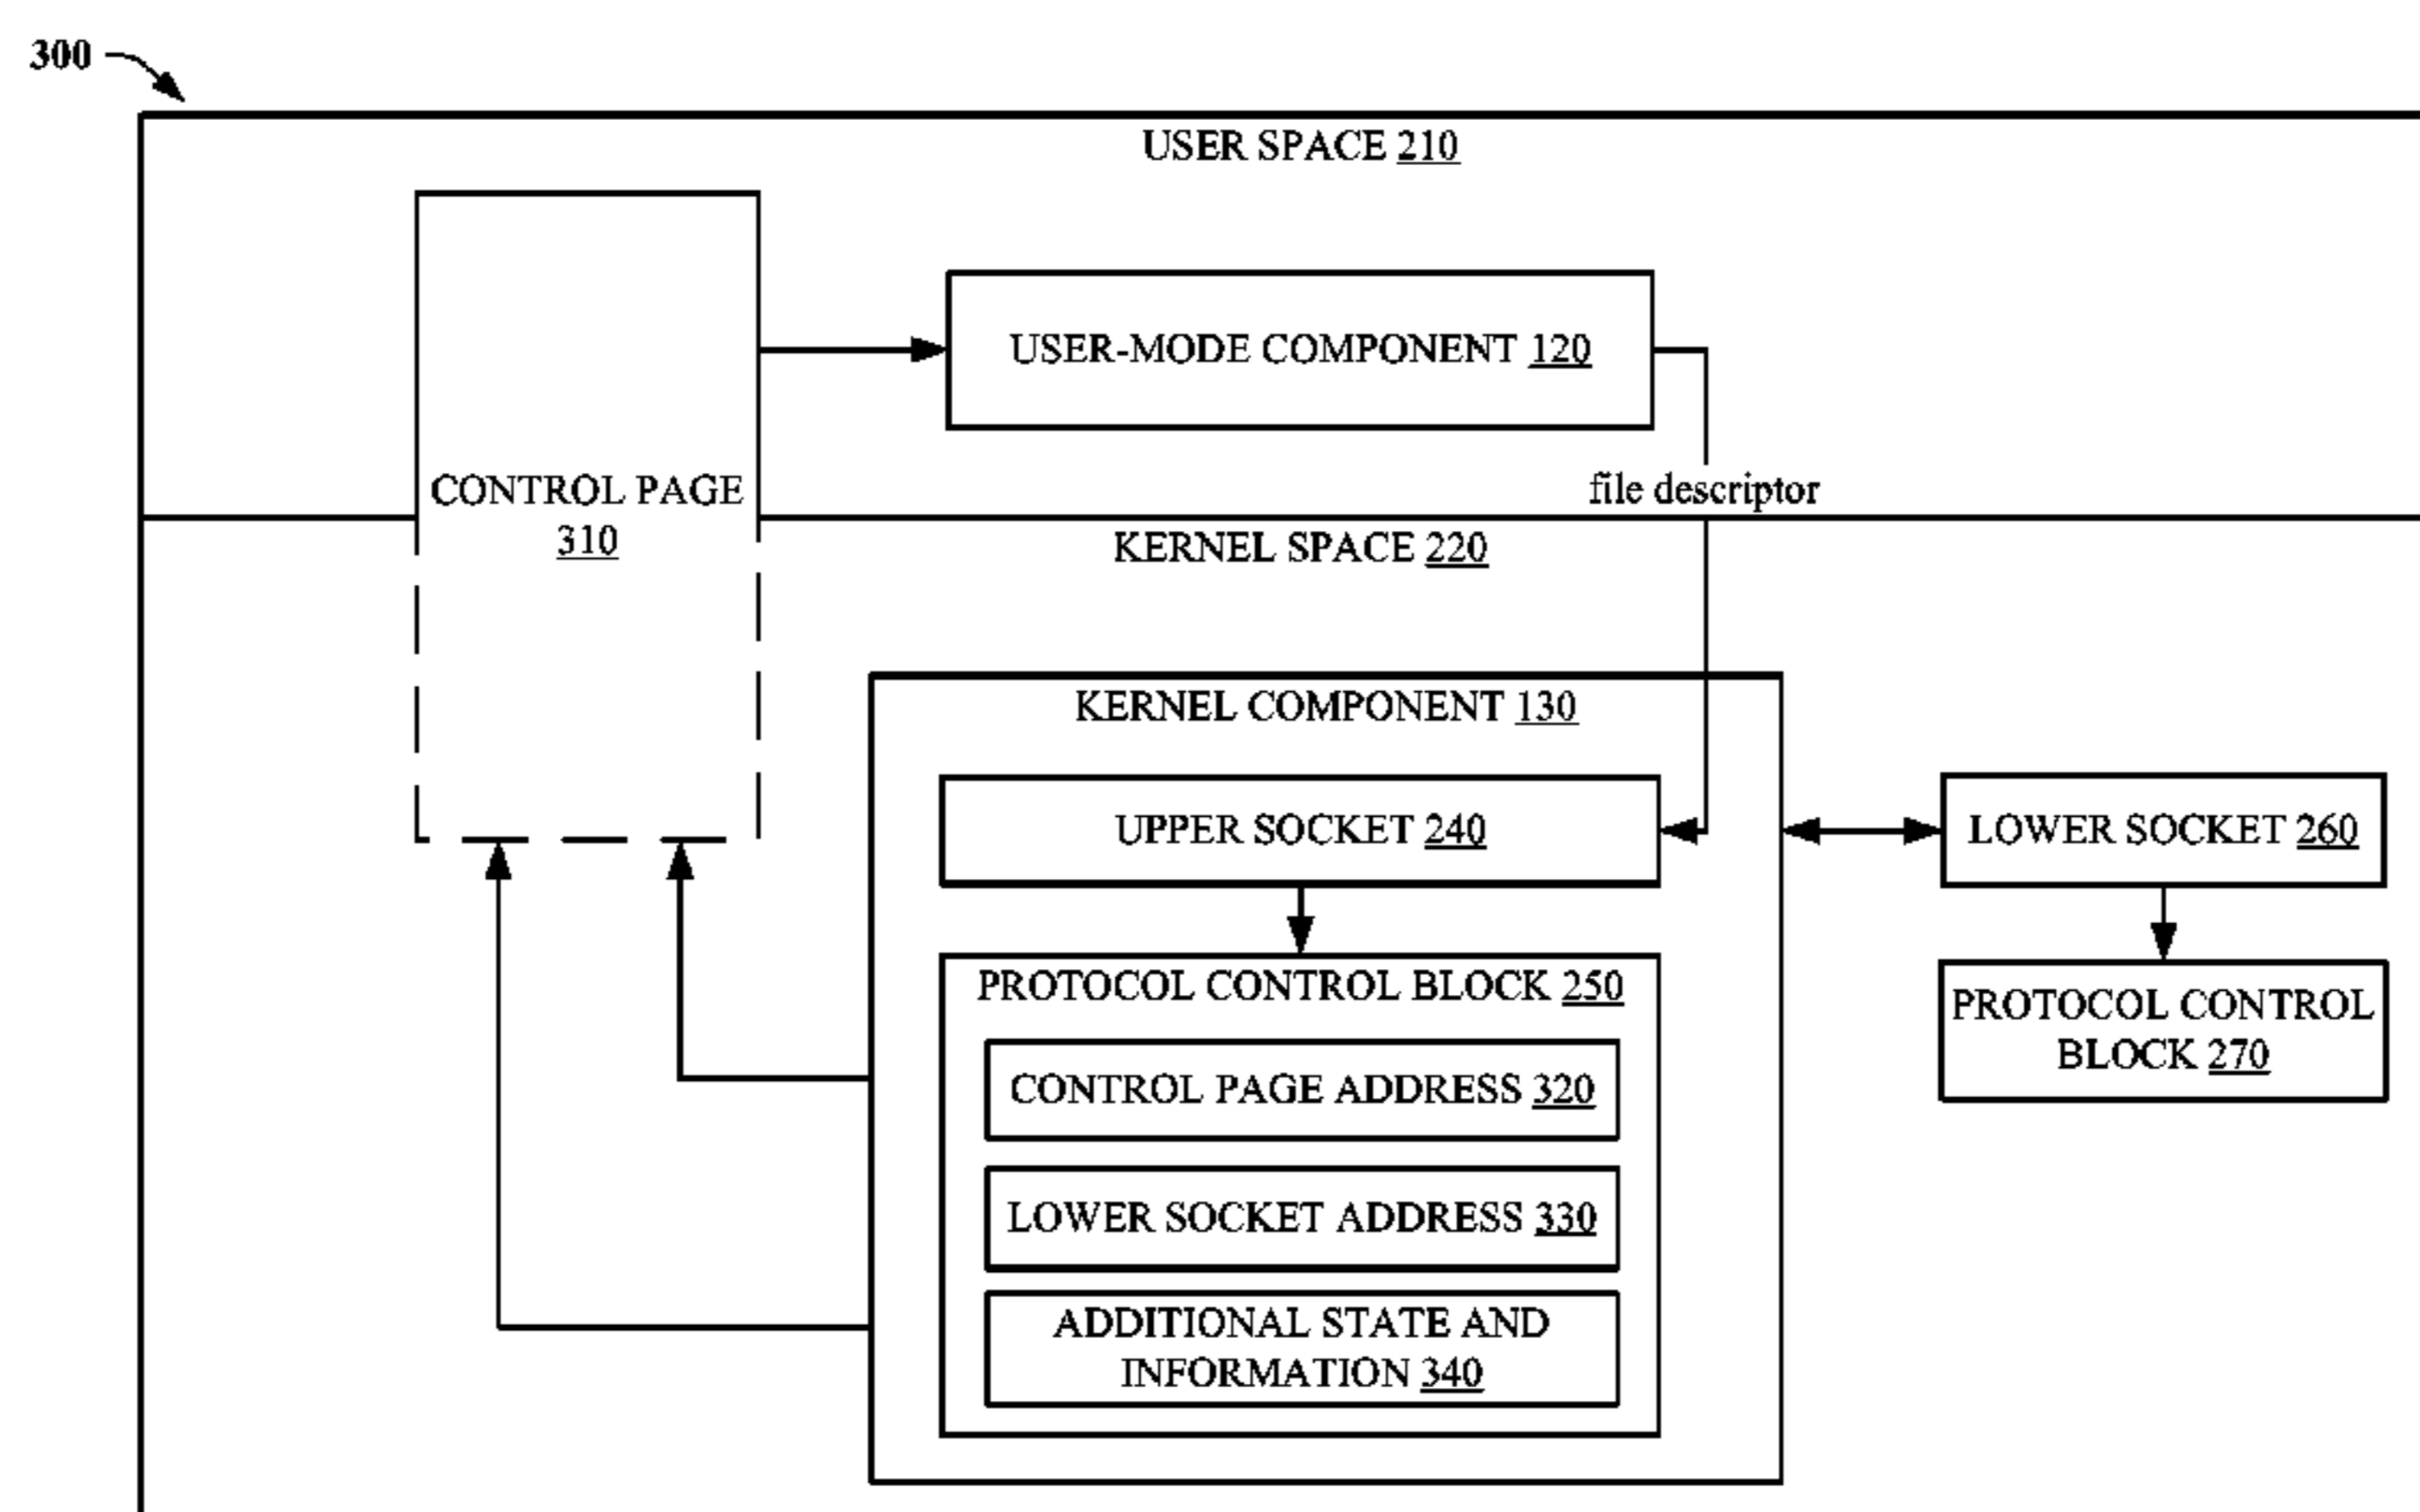 300
USER SPACE 210
USER-MODE COMPONENT 120
CONTROL PAGE
310
file descriptor
KERNEL SPACE 220
KERNEL COMPONENT 130
UPPER SOCKET 240
LOWER SOCKET 260
PROTOCOL CONTROL BLOCK 250
PROTOCOL CONTROL
BLOCK 270
CONTROL PAGE ADDRESS 320
LOWER SOCKET ADDRESS 330
ADDITIONAL STATE AND
INFORMATION 340